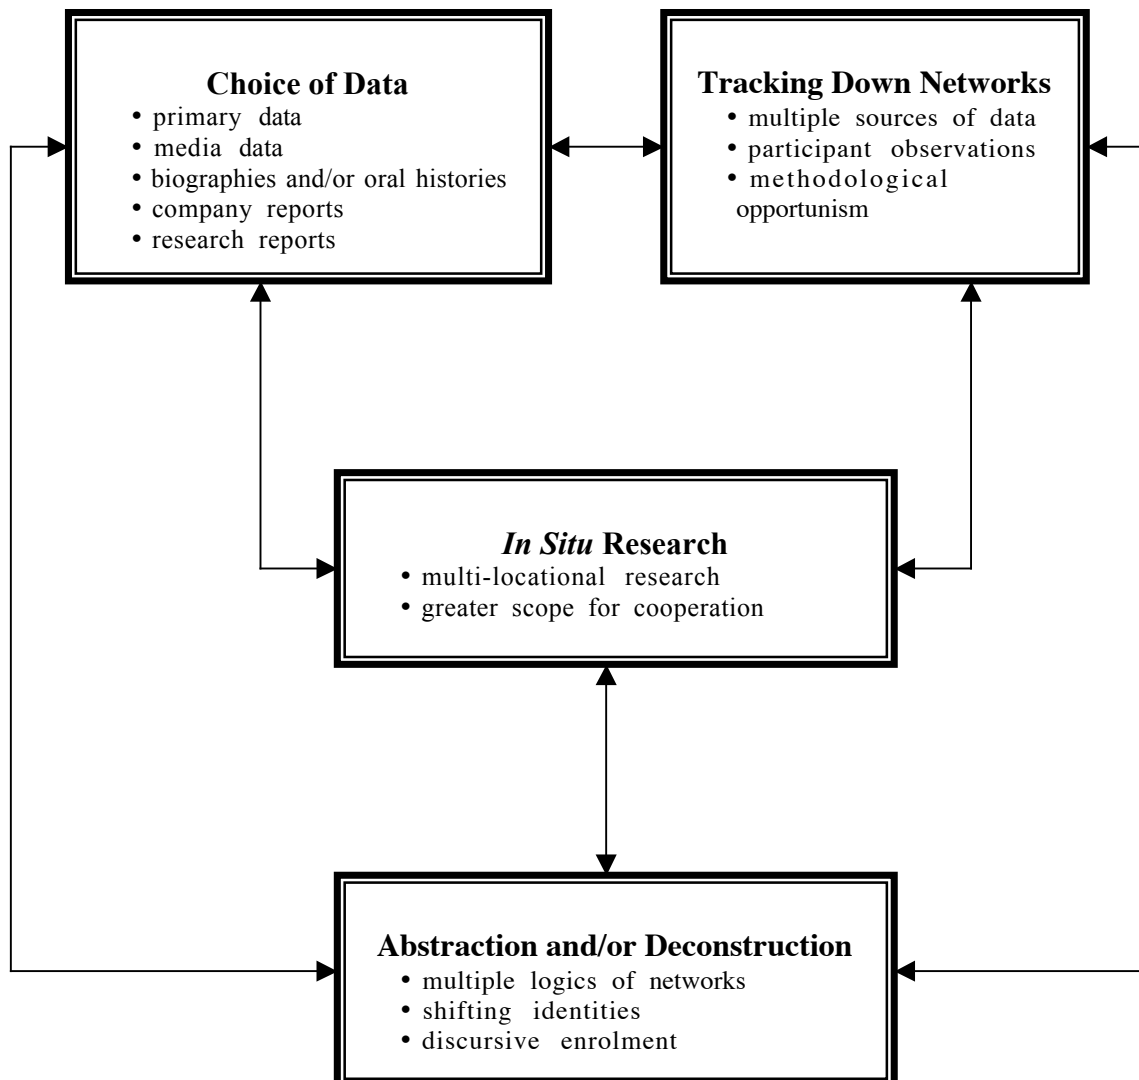 Choice of Data
• primary data
• media data
• biographies and/or oral histories
• company reports
• research reports
Tracking Down Networks
• multiple sources of data
• participant observations
• methodological
opportunism
In Situ Research
• multi-locational research
• greater scope for cooperation
Abstraction and/or Deconstruction
• multiple logics of networks
• shifting identities
• discursive enrolment